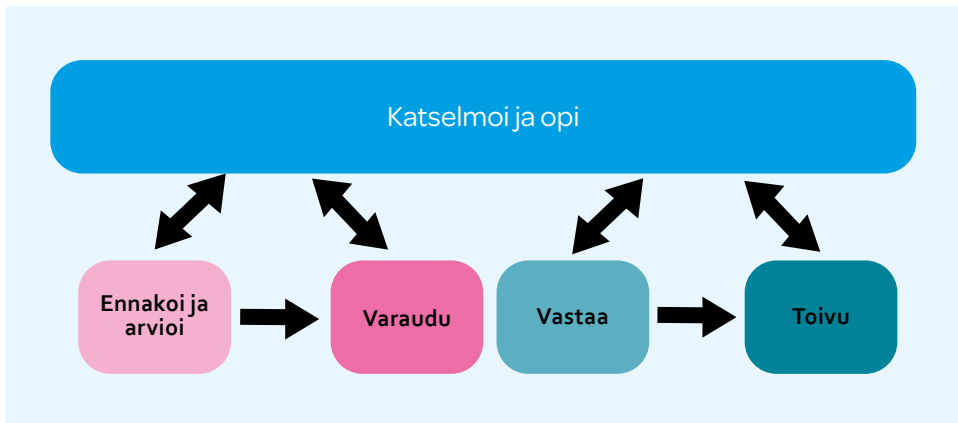 Katselmoi ja opi
Ennakoi ja
arvioi
Varaudu
Vastaa
Toivu